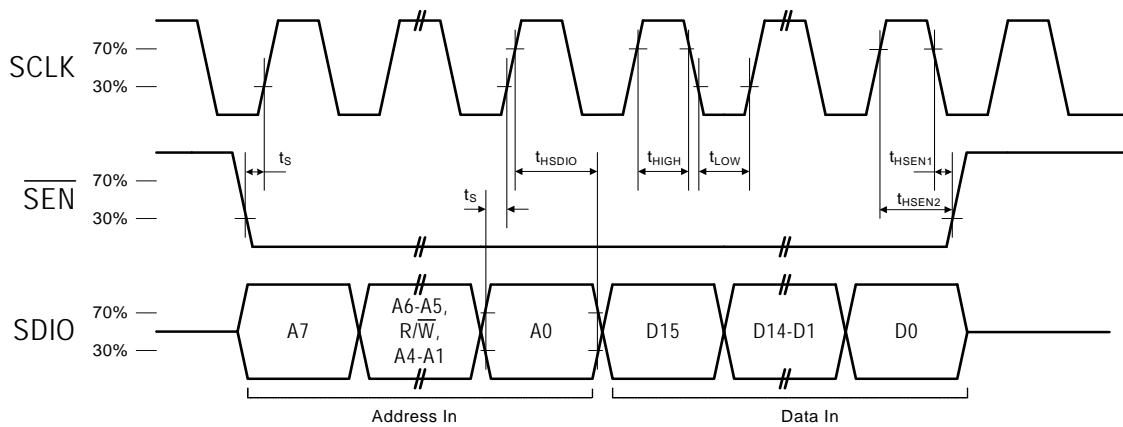 SCLK
70%
30%
SEN
70%
30%
tS
tS
tHSDIO
tHIGH
tLOW
tHSEN1
tHSEN2
SDIO
70%
30%
A7
A6-A5,
R/W,
A4-A1
A0
D15
D14-D1
D0
Address In
Data In